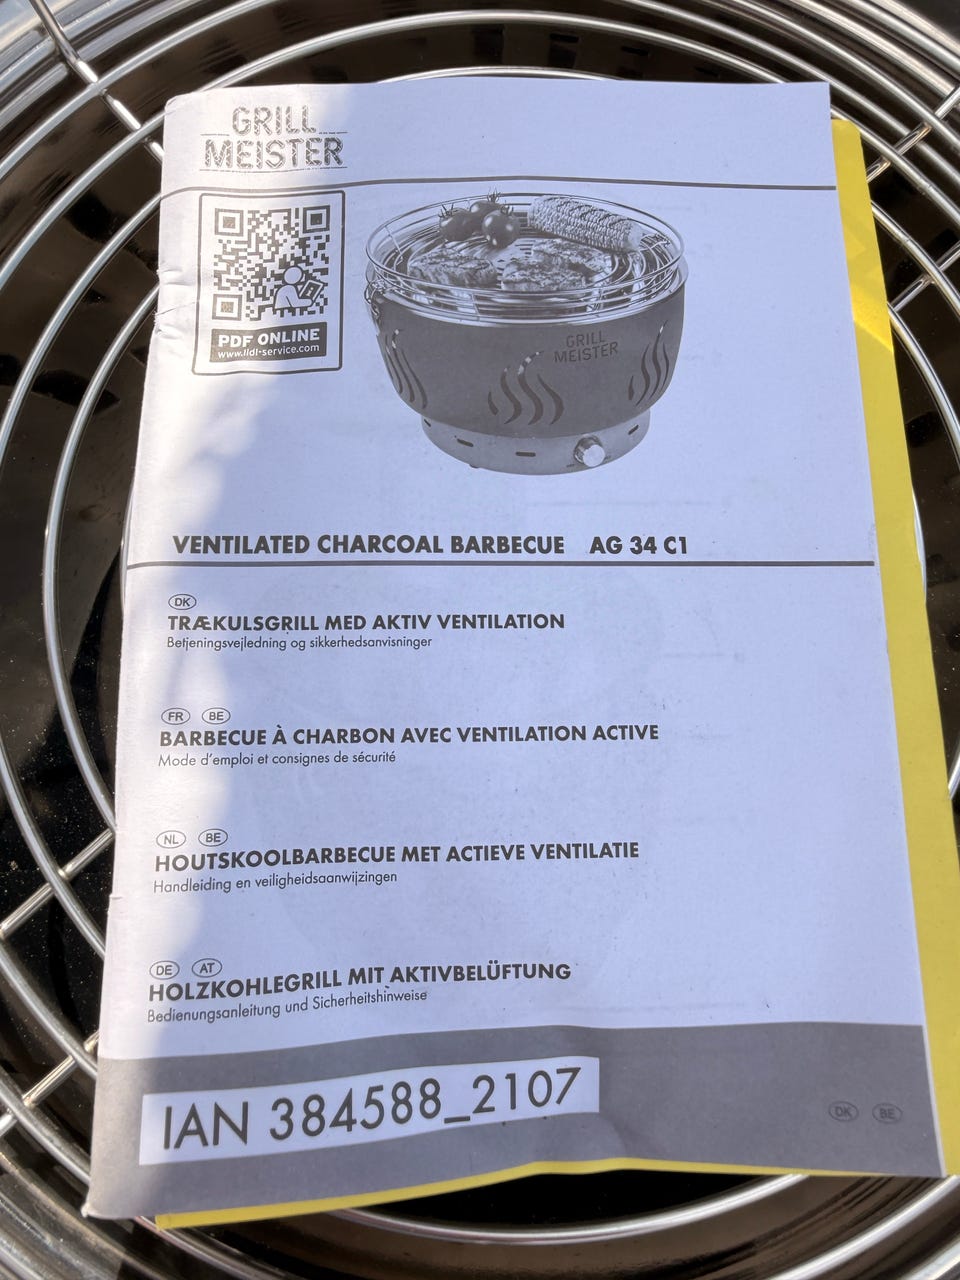 GRILL
MEISTER
PDF ONLINE
www.lidl-service.com
GRILL
MEISTER
VENTILATED CHARCOAL BARBECUE AG 34 C1
DK
TRÆKULSGRILL MED AKTIV VENTILATION
Betjeningsvejledning og sikkerhedsanvisninger
FR BE
BARBECUE À CHARBON AVEC VENTILATION ACTIVE
Mode d'emploi et consignes de sécurité
NL BE
HOUTSKOOLBARBECUE MET ACTIEVE VENTILATIE
Handleiding en veiligheidsaanwijzingen
DE AT
HOLZKOHLEGRILL MIT AKTIVBELÜFTUNG
Bedienungsanleitung und Sicherheitshinweise
IAN 384588_2107
DK BE